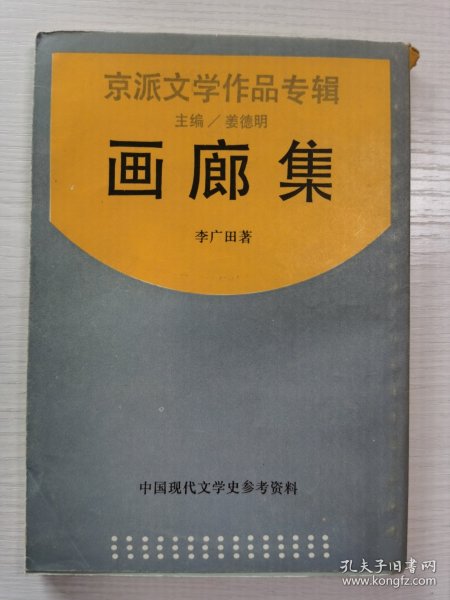 京派文学作品专辑
主编／姜德明
画廊集
李广田著
中国现代文学史参考资料
孔夫子旧书网
www.kongfz.com